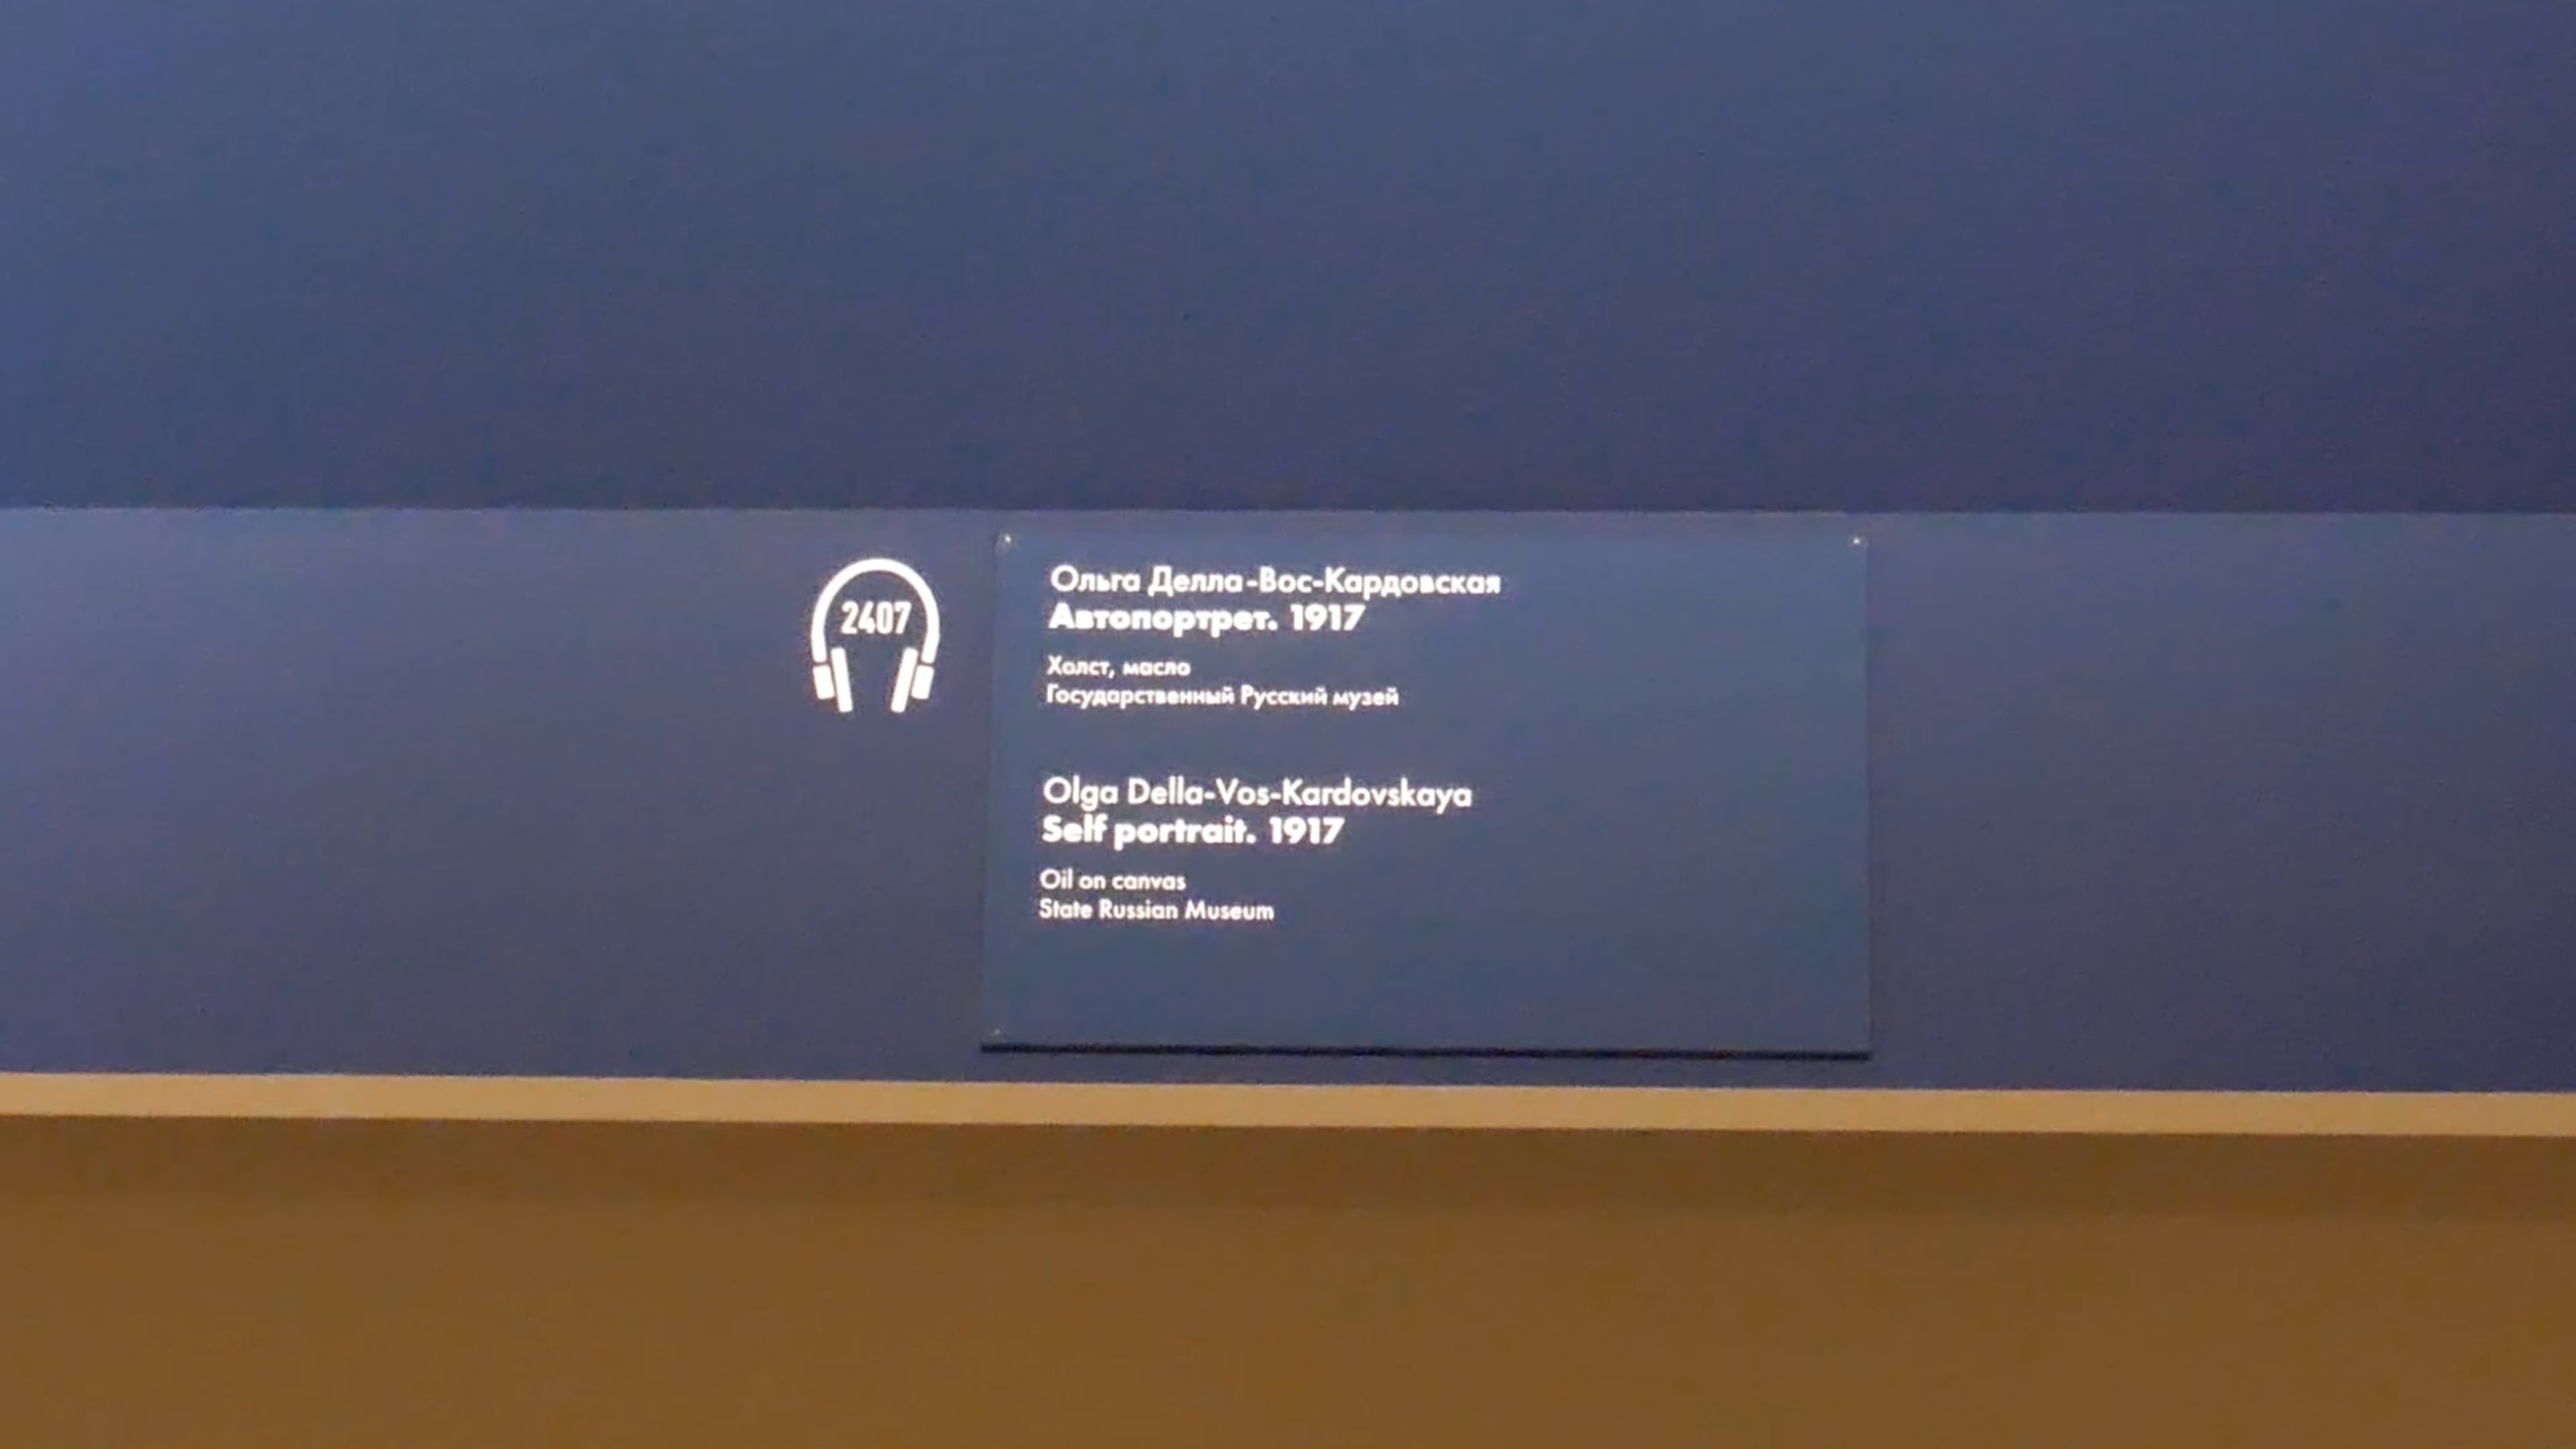 2407
Ольга Делла-Вос-Кардовская
Автопортрет. 1917
Холст, масло
Государственный Русский музей
Olga Della-Vos-Kardovskaya
Self portrait. 1917
Oil on canvas
State Russian Museum